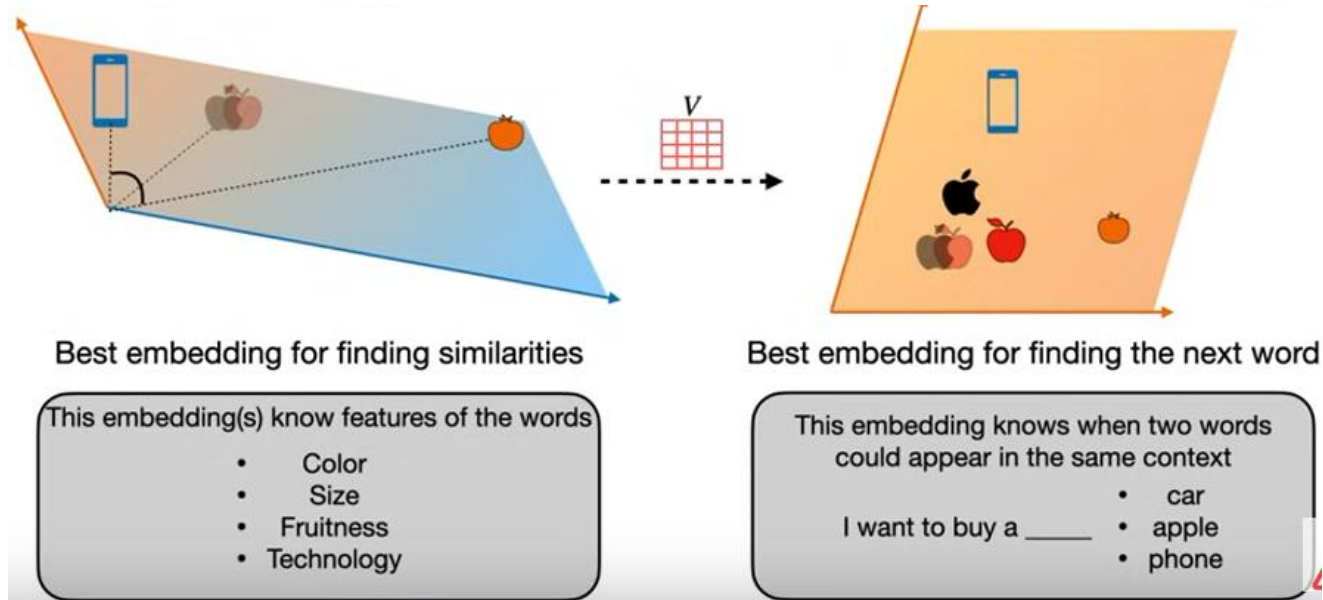 V
Best embedding for finding similarities
Best embedding for finding the next word
This embedding(s) know features of the words
• Color
• Size
• Fruitness
• Technology
This embedding knows when two words
could appear in the same context
I want to buy a _____
• car
• apple
• phone